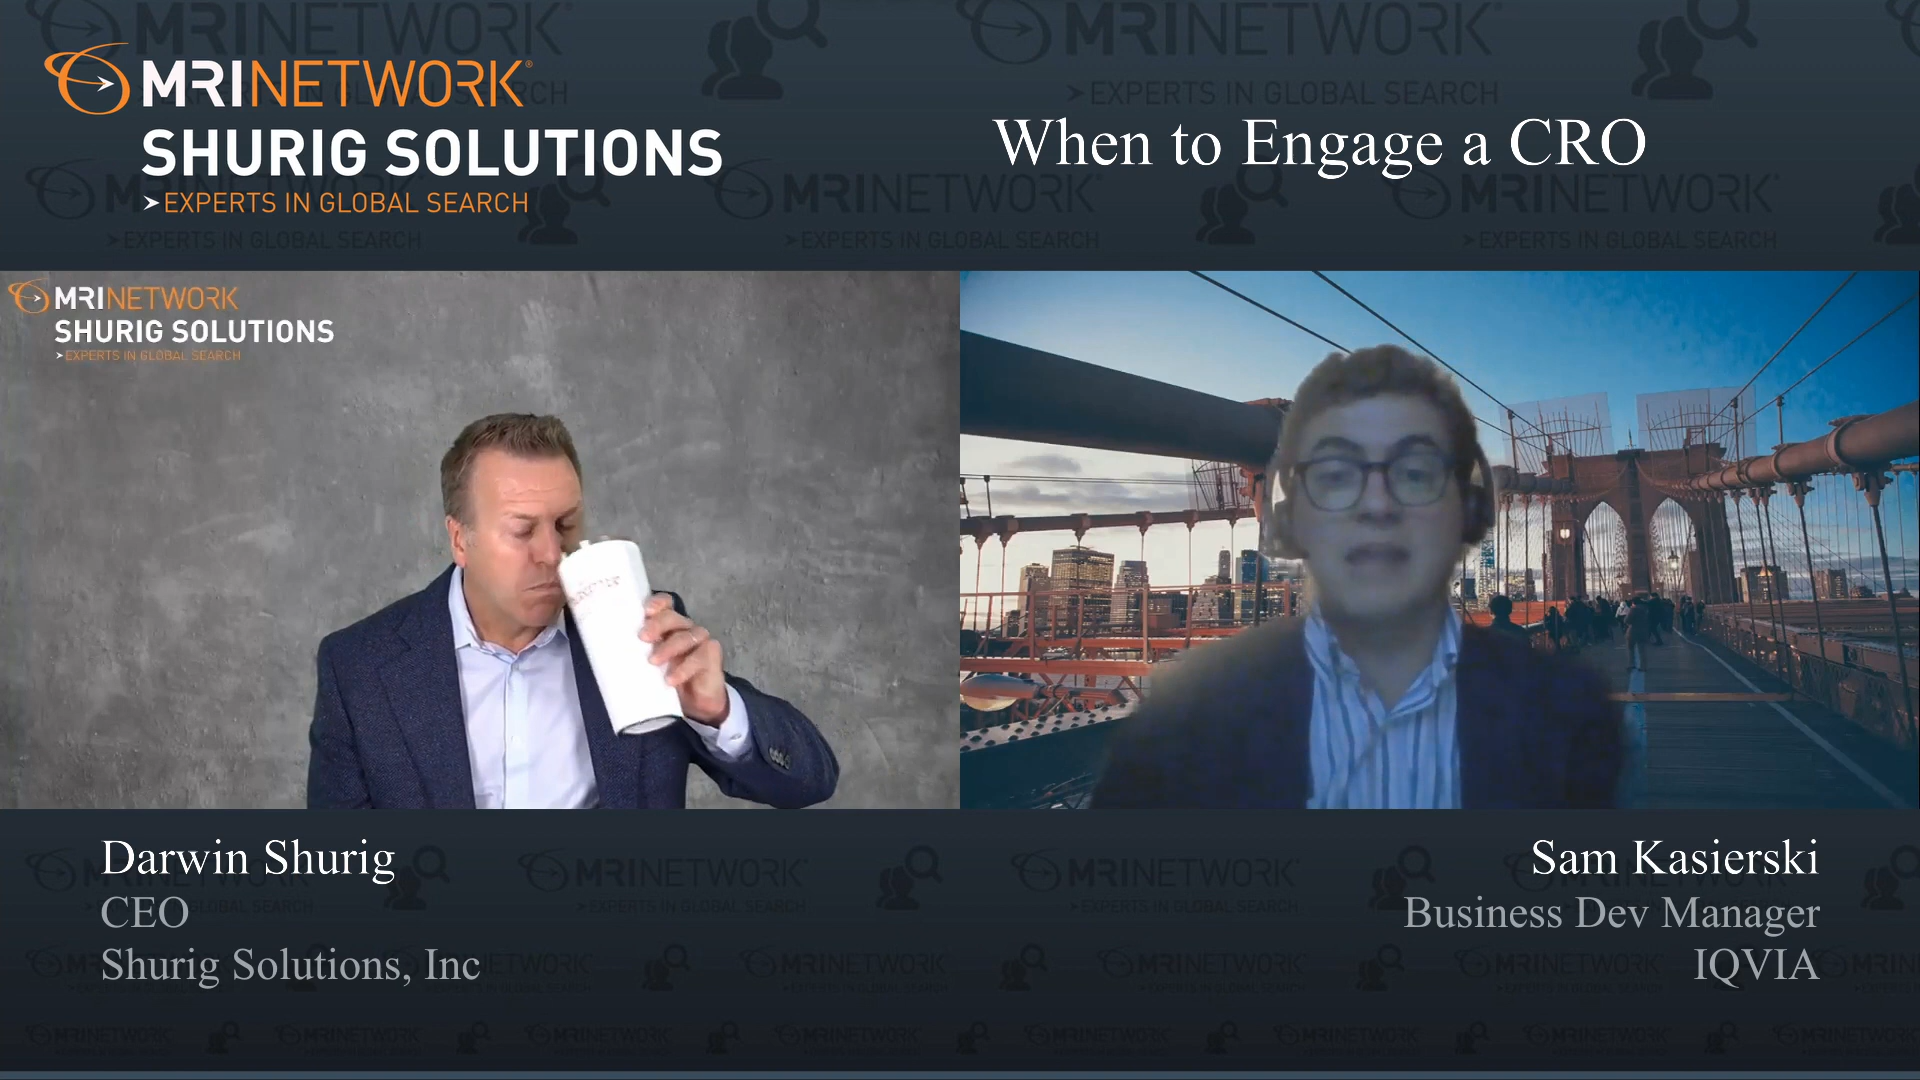 MRINETWORK®
SHURIG SOLUTIONS
EXPERTS IN GLOBAL SEARCH
When to Engage a CRO
MRINETWORK
SHURIG SOLUTIONS
EXPERTS IN GLOBAL SEARCH
Darwin Shurig
CEO
Shurig Solutions, Inc
Sam Kasierski
Business Dev Manager
IQVIA